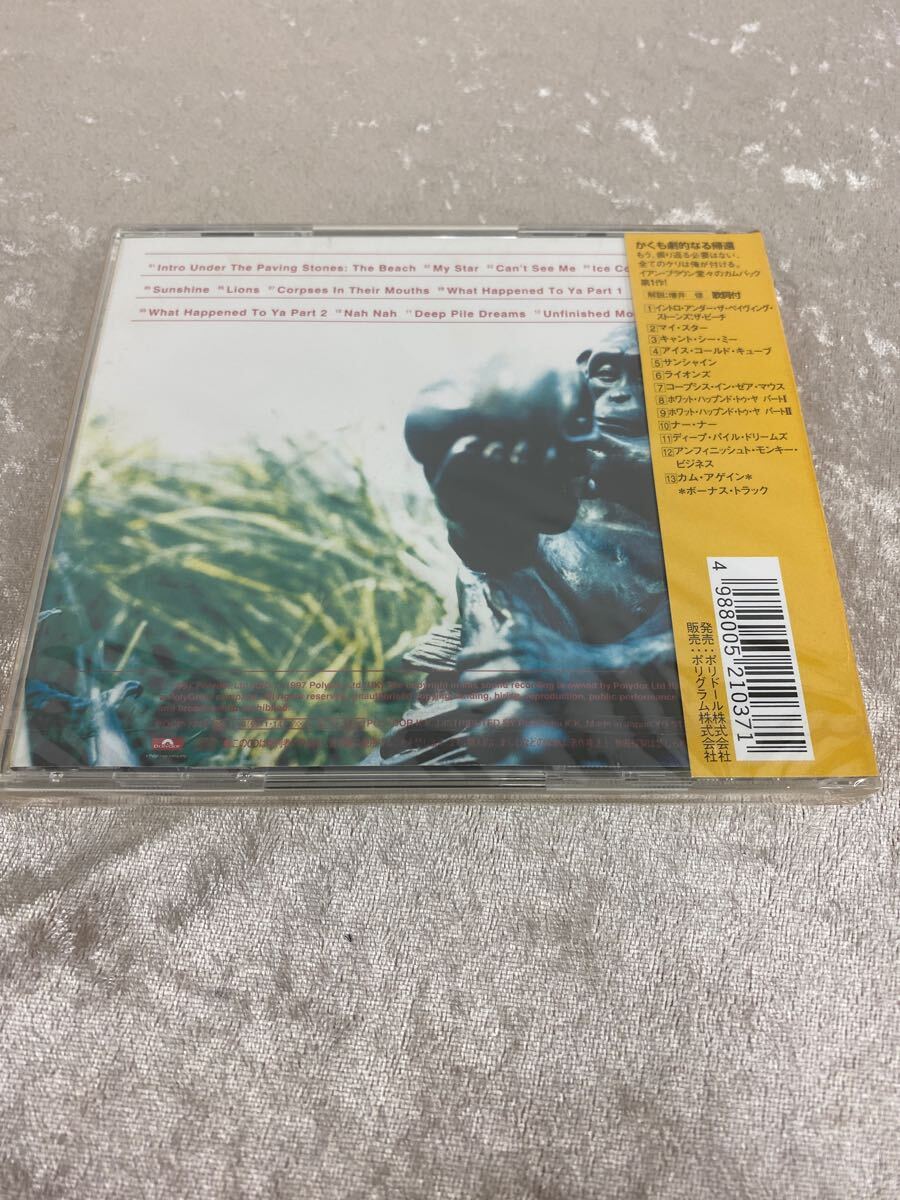 01 Intro Under The Paving Stones: The Beach 02 My Star 03 Can't See Me 04 Ice Co
05 Sunshine 06 Lions 07 Corpses In Their Mouths 08 What Happened To Ya Part 1
09 What Happened To Ya Part 2 10 Nah Nah 11 Deep Pile Dreams 12 Unfinished Mo
かくも劇的なる帰還
もう、振り返る必要はない、
全てのケリは俺が付ける。
イアン・ブラウン堂々のカムバック
第1作!
解説:増井 修 歌詞付
1 イントロ・アンダー・ザ・ペイヴィング・
ストーンズ:ザ・ビーチ
2 マイ・スター
3 キャント・シー・ミー
4 アイス・コールド・キューブ
5 サンシャイン
6 ライオンズ
7 コープシス・イン・ゼア・マウス
8 ホワット・ハップンド・トゥ・ヤ パートI
9 ホワット・ハップンド・トゥ・ヤ パートII
10 ナー・ナー
11 ディープ・パイル・ドリームズ
12 アンフィニッシュト・モンキー・
ビジネス
13 カム・アゲイン*
*ボーナス・トラック
4 988005 210371
発売:ポリドール株式会社
販売:ポリグラム株式会社
1997 Polydor Ltd.